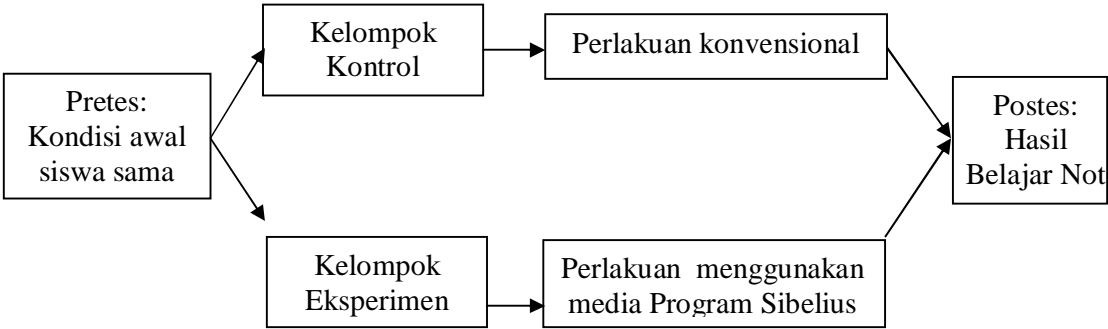 Pretes:
Kondisi awal
siswa sama
Kelompok
Kontrol
Perlakuan konvensional
Kelompok
Eksperimen
Perlakuan menggunakan
media Program Sibelius
Postes:
Hasil
Belajar Not